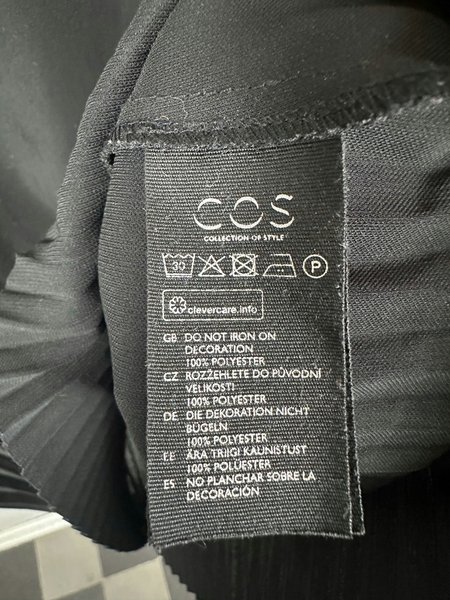 COS
COLLECTION OF STYLE
30 P
clevercare.info
GB DO NOT IRON ON
DECORATION
100% POLYESTER
CZ ROZŽEHLETE DO PŮVODNÍ
VELIKOSTI
100% POLYESTER
DE DIE DEKORATION NICHT
BÜGELN
100% POLYESTER
EE ÄRA TRIIGI KAUNISTUST
100% POLÜESTER
ES NO PLANCHAR SOBRE LA
DECORACIÓN